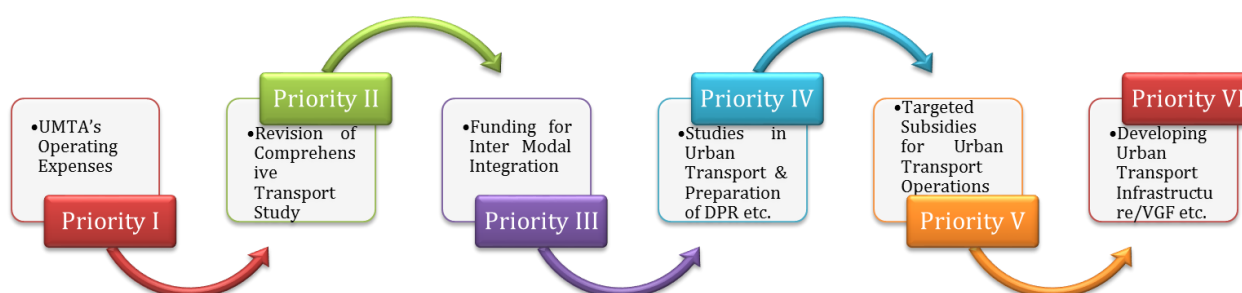 •UMTA's
Operating
Expenses
Priority I
Priority II
•Revision of
Comprehens
ive
Transport
Study
•Funding for
Inter Modal
Integration
Priority III
Priority IV
•Studies in
Urban
Transport &
Preparation
of DPR etc.
•Targeted
Subsidies
for Urban
Transport
Operations
Priority V
Priority VI
•Developing
Urban
Transport
Infrastructu
re/VGF etc.